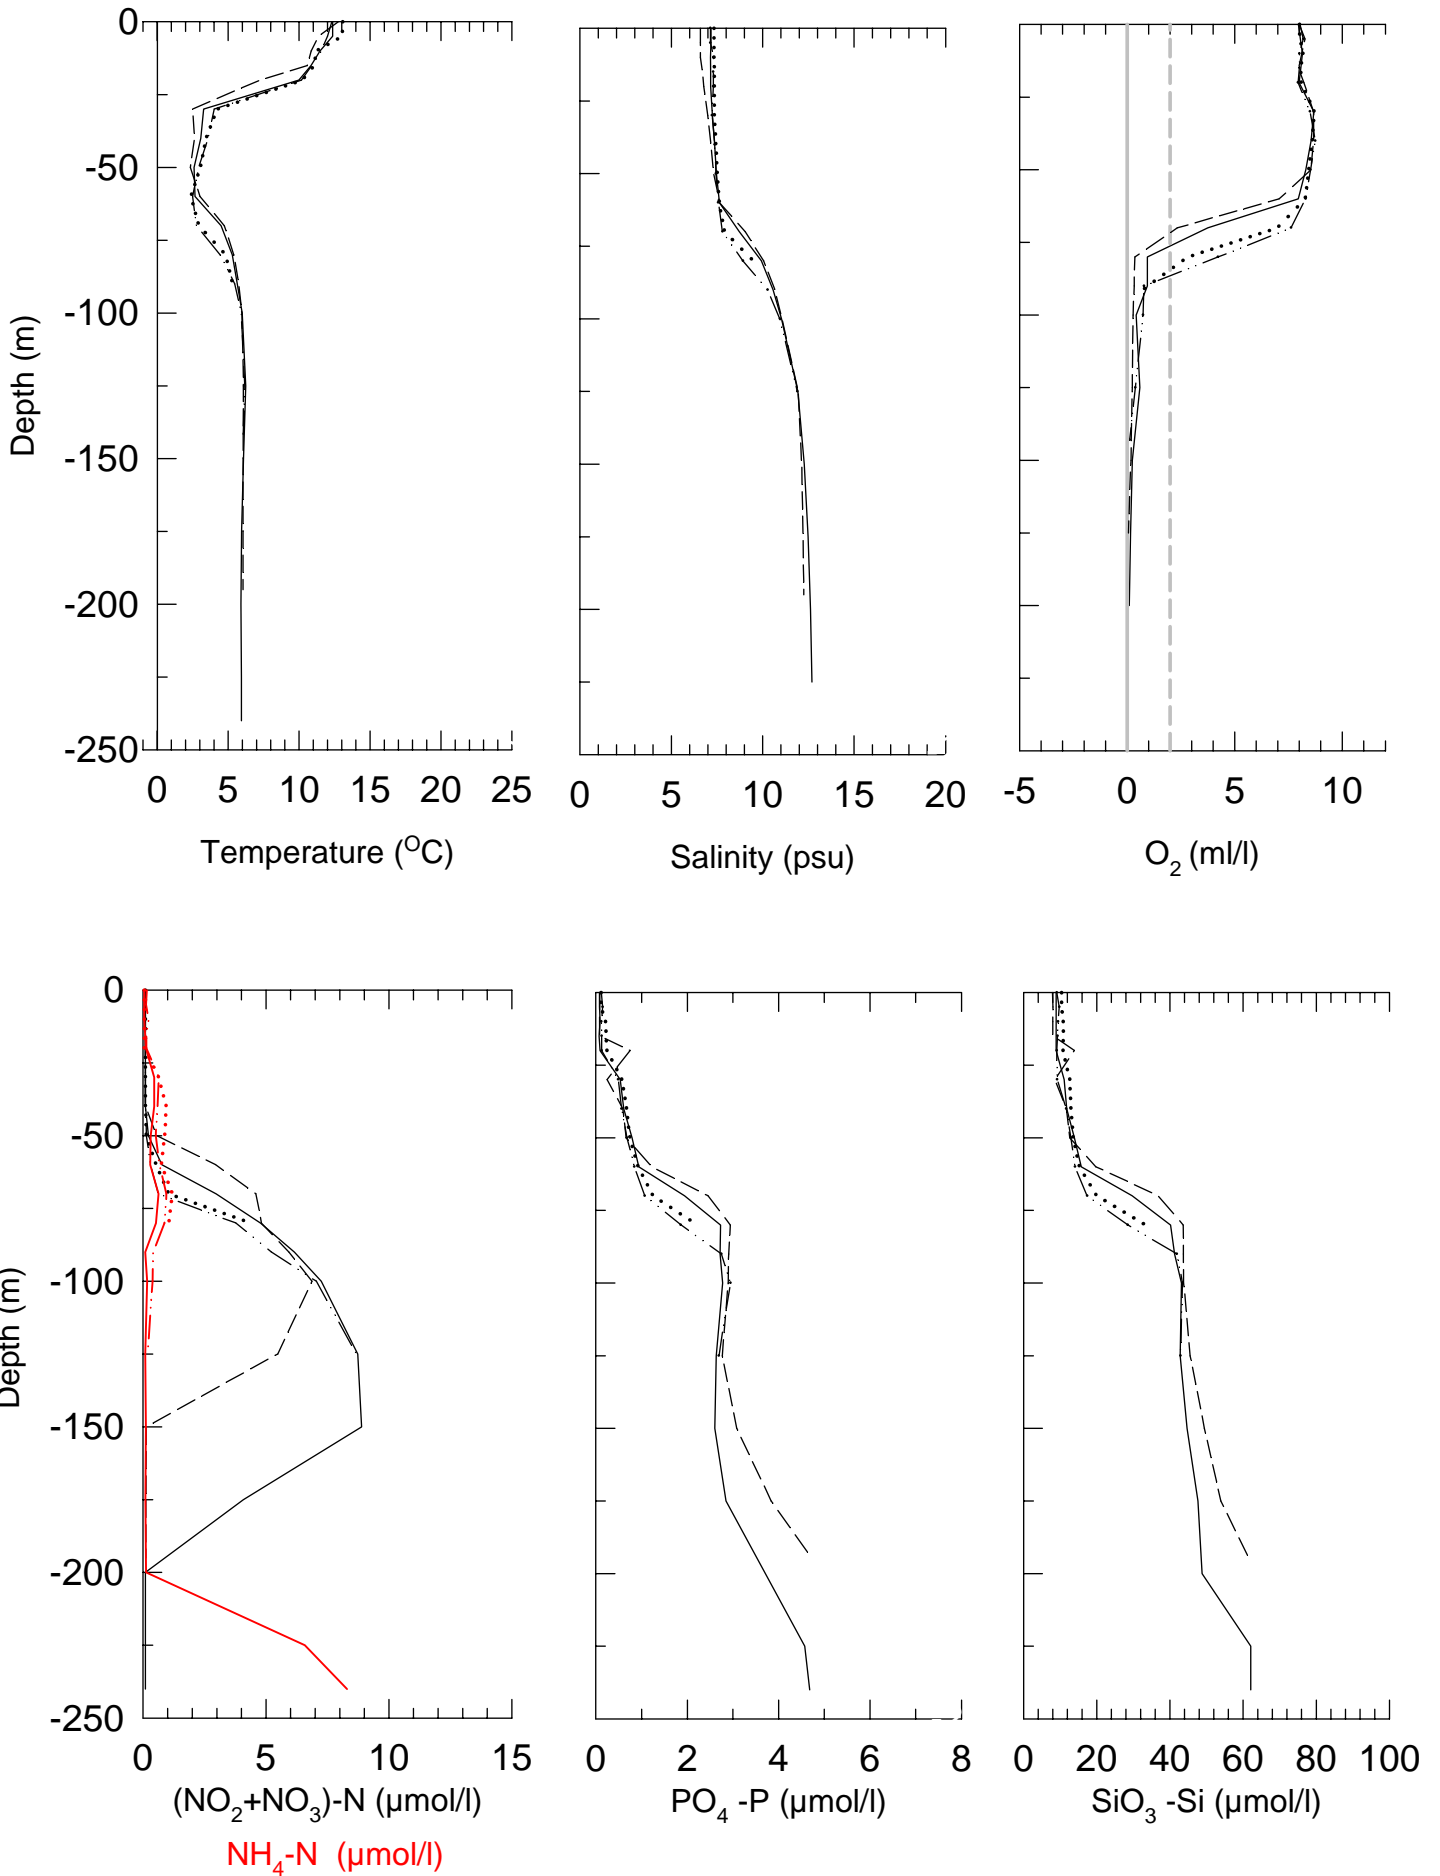 0
-50
-100
-150
-200
-250
Depth (m)
0 5 10 15 20 25
Temperature (ᴼC)
0 5 10 15 20
Salinity (psu)
-5 0 5 10
O₂ (ml/l)
0
-50
-100
-150
-200
-250
Depth (m)
0 5 10 15
(NO₂+NO₃)-N (µmol/l)
NH₄-N (µmol/l)
0 2 4 6 8
PO₄ -P (µmol/l)
0 20 40 60 80 100
SiO₃ -Si (µmol/l)